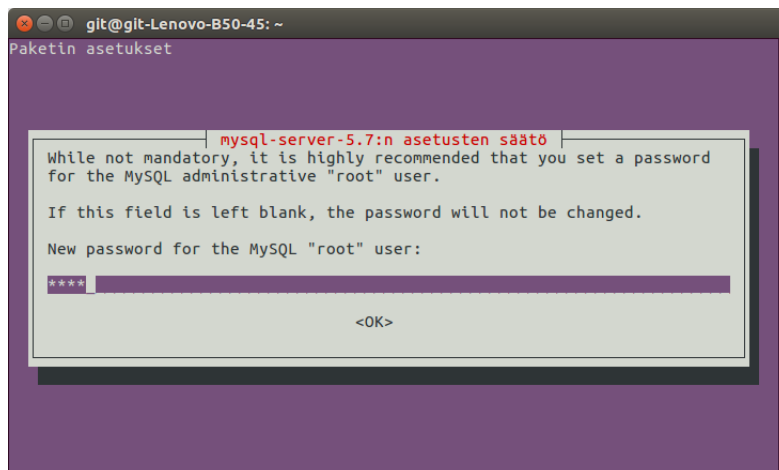 git@git-Lenovo-B50-45: ~
Paketin asetukset
mysql-server-5.7:n asetusten säätö
While not mandatory, it is highly recommended that you set a password
for the MySQL administrative "root" user.
If this field is left blank, the password will not be changed.
New password for the MySQL "root" user:
****_
<OK>